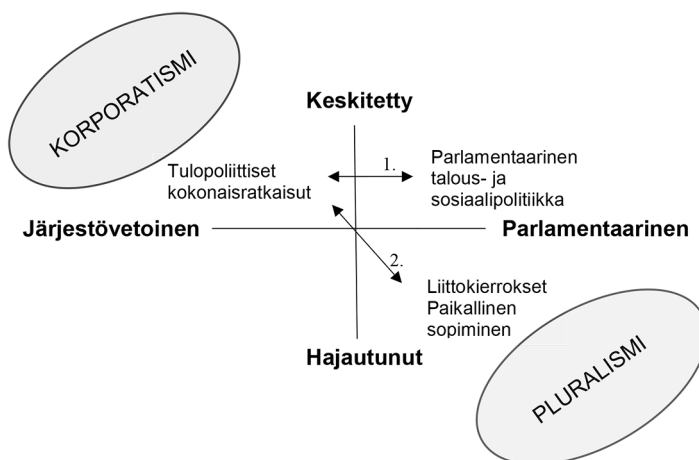 KORPORATISMI
Keskitetty
Tulopoliittiset
kokonaisratkaisut
1.
Parlamentaarinen
talous- ja
sosiaalipolitiikka
Järjestövetoinen
Parlamentaarinen
2.
Liittokierrokset
Paikallinen
sopiminen
Hajautunut
PLURALISMI